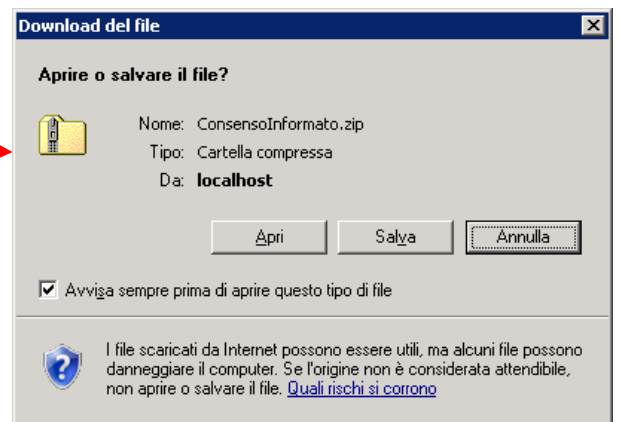 Download del file
Aprire o salvare il file?
Nome: ConsensoInformato.zip
Tipo: Cartella compressa
Da: localhost
Apri Salva Annulla
Avvisa sempre prima di aprire questo tipo di file
I file scaricati da Internet possono essere utili, ma alcuni file possono
danneggiare il computer. Se l'origine non è considerata attendibile,
non aprire o salvare il file. Quali rischi si corrono